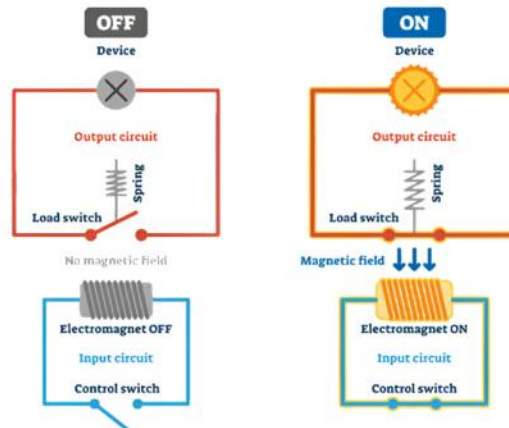 OFF
Device
Output circuit
Spring
Load switch
No magnetic field
Electromagnet OFF
Input circuit
Control switch
ON
Device
Output circuit
Spring
Load switch
Magnetic field
Electromagnet ON
Input circuit
Control switch